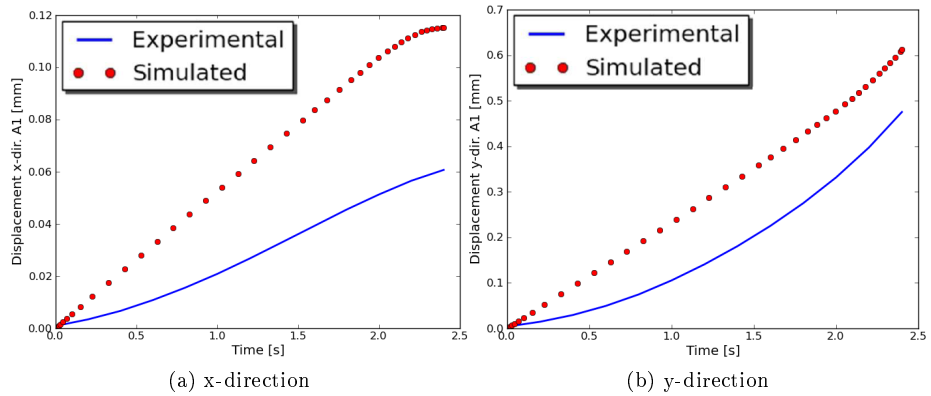 0.12
0.10
0.08
0.06
0.04
0.02
0.00
Displacement x-dir. A1 [mm]
Experimental
Simulated
0.0 0.5 1.0 1.5 2.0 2.5
Time [s]
(a) x-direction
0.7
0.6
0.5
0.4
0.3
0.2
0.1
0.0
Displacement y-dir. A1 [mm]
Experimental
Simulated
0.0 0.5 1.0 1.5 2.0 2.5
Time [s]
(b) y-direction